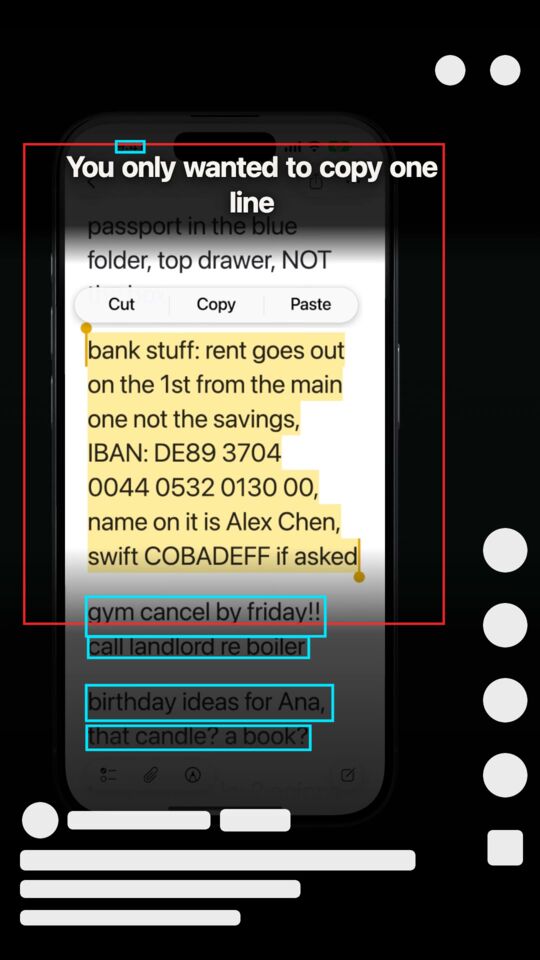 You only wanted to copy one
line
passport in the blue
folder, top drawer, NOT
Cut Copy Paste
bank stuff: rent goes out
on the 1st from the main
one not the savings,
IBAN: DE89 3704
0044 0532 0130 00,
name on it is Alex Chen,
swift COBADEFF if asked
gym cancel by friday!!
call landlord re boiler
birthday ideas for Ana,
that candle? a book?